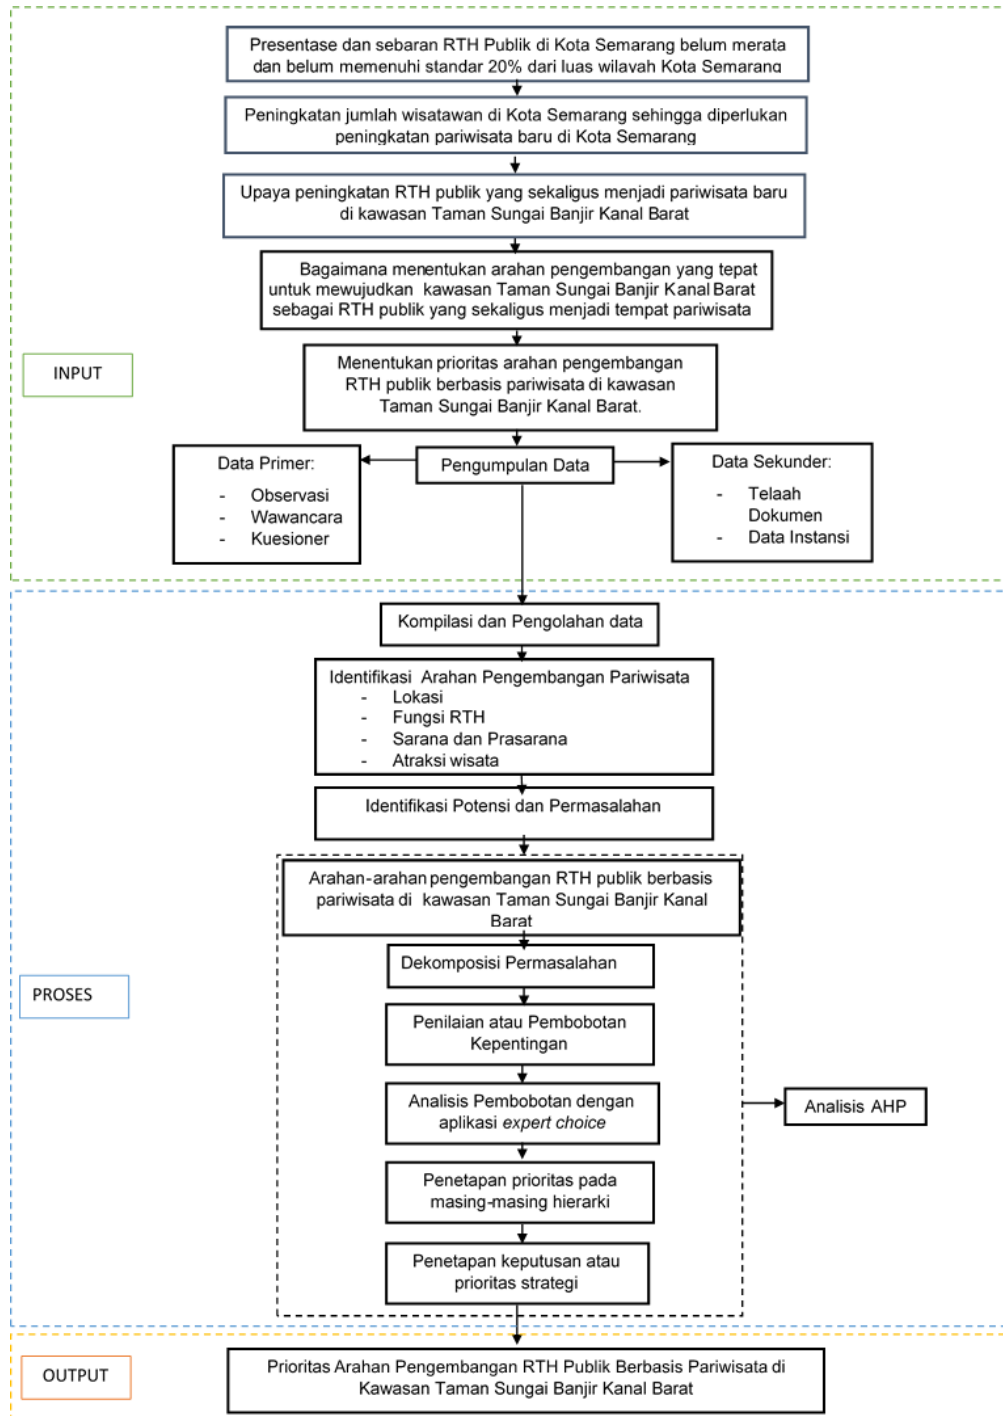 Presentase dan sebaran RTH Publik di Kota Semarang belum merata
dan belum memenuhi standar 20% dari luas wilayah Kota Semarang
Peningkatan jumlah wisatawan di Kota Semarang sehingga diperlukan
peningkatan pariwisata baru di Kota Semarang
Upaya peningkatan RTH publik yang sekaligus menjadi pariwisata baru
di kawasan Taman Sungai Banjir Kanal Barat
Bagaimana menentukan arahan pengembangan yang tepat
untuk mewujudkan kawasan Taman Sungai Banjir Kanal Barat
sebagai RTH publik yang sekaligus menjadi tempat pariwisata
INPUT
Menentukan prioritas arahan pengembangan
RTH publik berbasis pariwisata di kawasan
Taman Sungai Banjir Kanal Barat.
Pengumpulan Data
Data Primer:
- Observasi
- Wawancara
- Kuesioner
Data Sekunder:
- Telaah
Dokumen
- Data Instansi
Kompilasi dan Pengolahan data
Identifikasi Arahan Pengembangan Pariwisata
- Lokasi
- Fungsi RTH
- Sarana dan Prasarana
- Atraksi wisata
Identifikasi Potensi dan Permasalahan
Arahan-arahan pengembangan RTH publik berbasis
pariwisata di kawasan Taman Sungai Banjir Kanal
Barat
Dekomposisi Permasalahan
PROSES
Penilaian atau Pembobotan
Kepentingan
Analisis Pembobotan dengan
aplikasi expert choice
Analisis AHP
Penetapan prioritas pada
masing-masing hierarki
Penetapan keputusan atau
prioritas strategi
OUTPUT
Prioritas Arahan Pengembangan RTH Publik Berbasis Pariwisata di
Kawasan Taman Sungai Banjir Kanal Barat